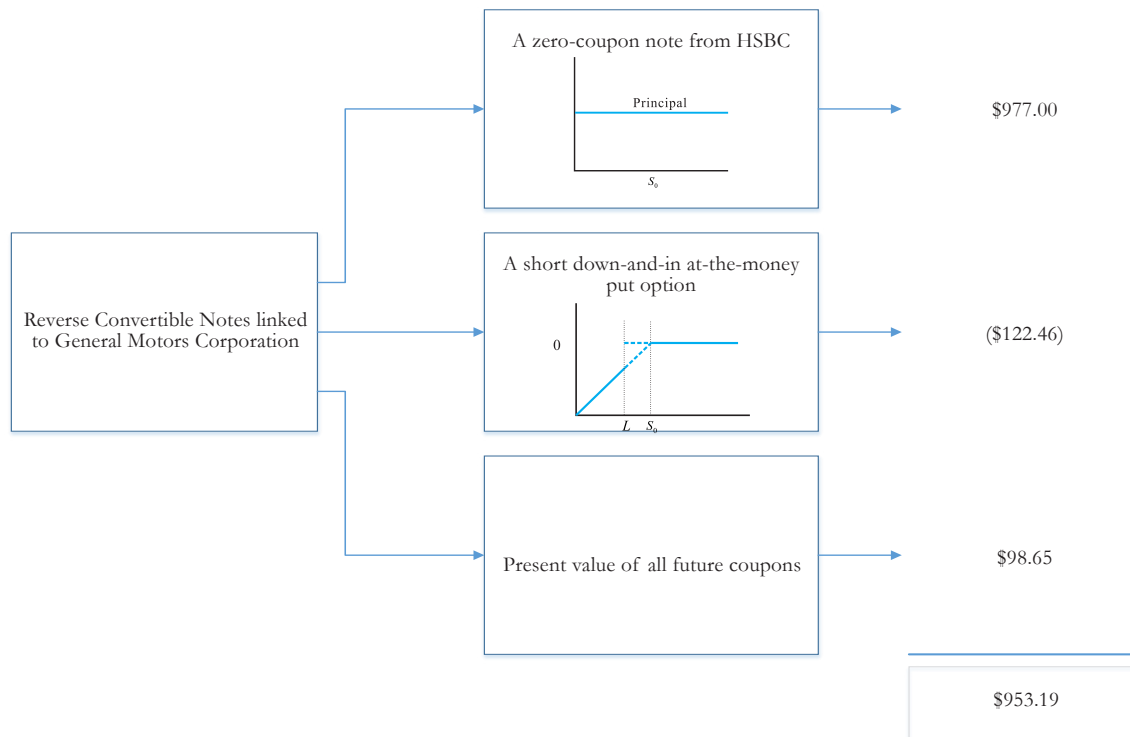 A zero-coupon note from HSBC
Principal
S₀
$977.00
Reverse Convertible Notes linked
to General Motors Corporation
A short down-and-in at-the-money
put option
0
L S₀
($122.46)
Present value of all future coupons
$98.65
$953.19